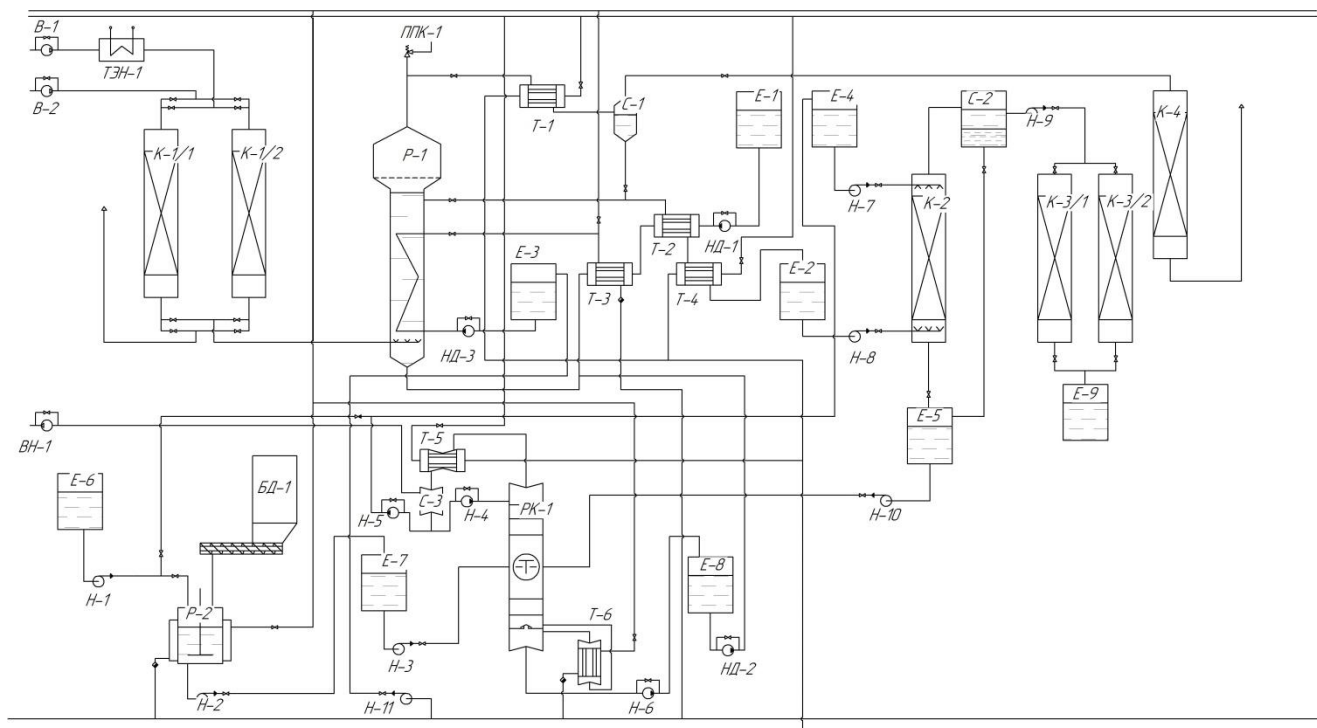 В-1
ППК-1
ТЭН-1
В-2
С-1
Е-1
Е-4
С-2
Т-1
Н-9
К-4
К-1/1
К-1/2
Р-1
Н-7
К-2
К-3/1
К-3/2
Т-2
НД-1
Е-3
Е-2
Т-3
Т-4
НД-3
Н-8
Е-9
Е-5
ВН-1
Т-5
Е-6
БД-1
С-3
РК-1
Н-5
Н-4
Н-10
Е-7
Е-8
Т
Н-1
Р-2
Т-6
Н-3
НД-2
Н-2
Н-11
Н-6